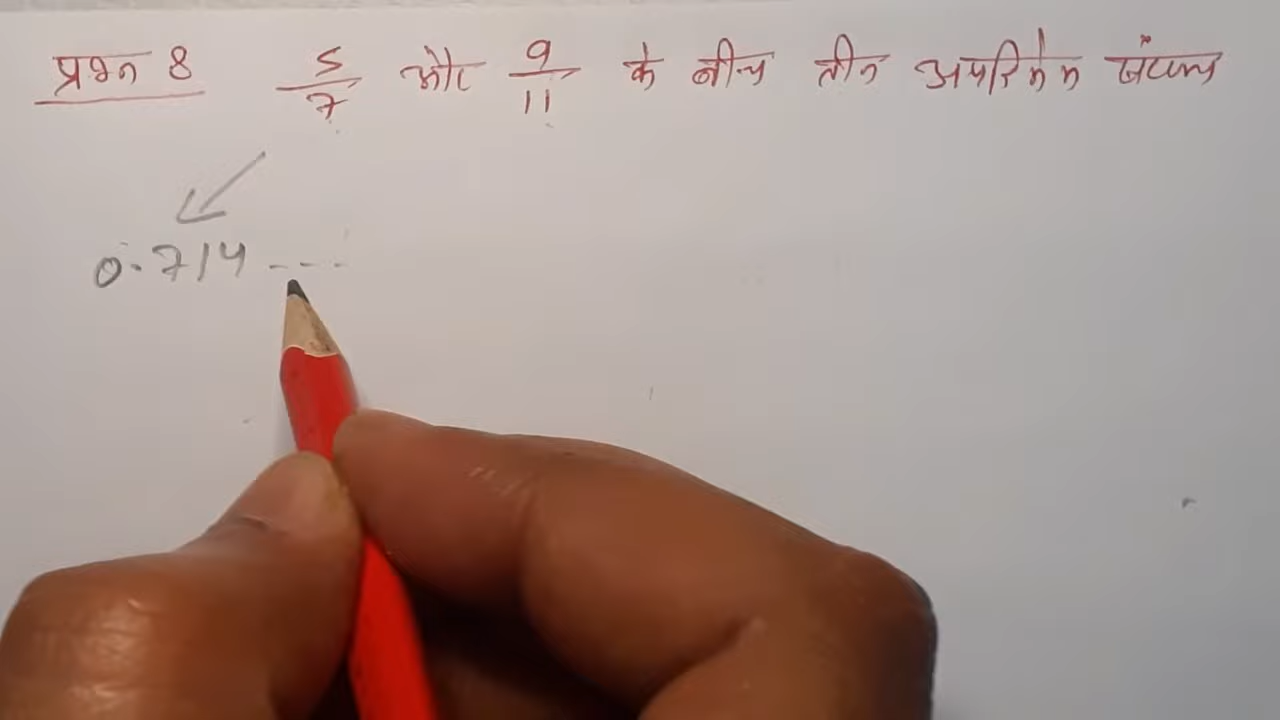 प्रश्न 8 5/7 और 9/11 के बीच तीन अपरिमेय संख्या
0.714 ---